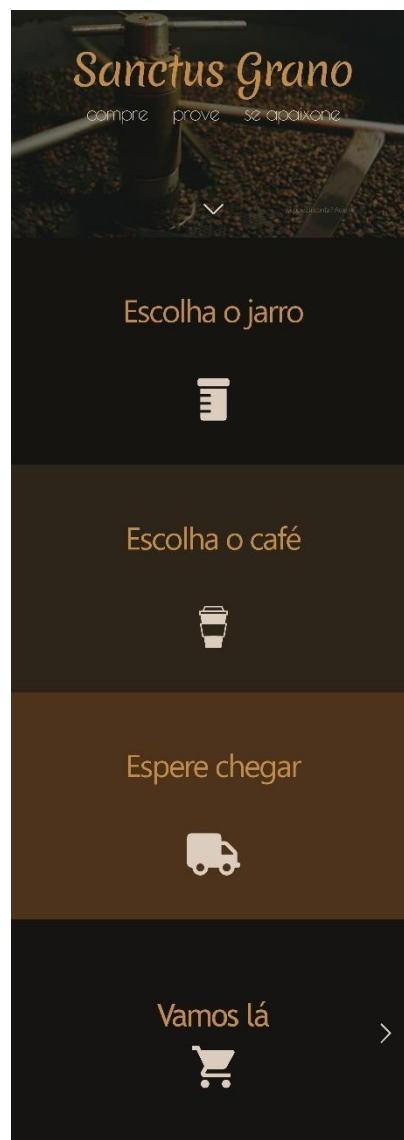 Sanctus Grano
compre prove se apaixone
Escolha o jarro
Escolha o café
Espere chegar
Vamos lá